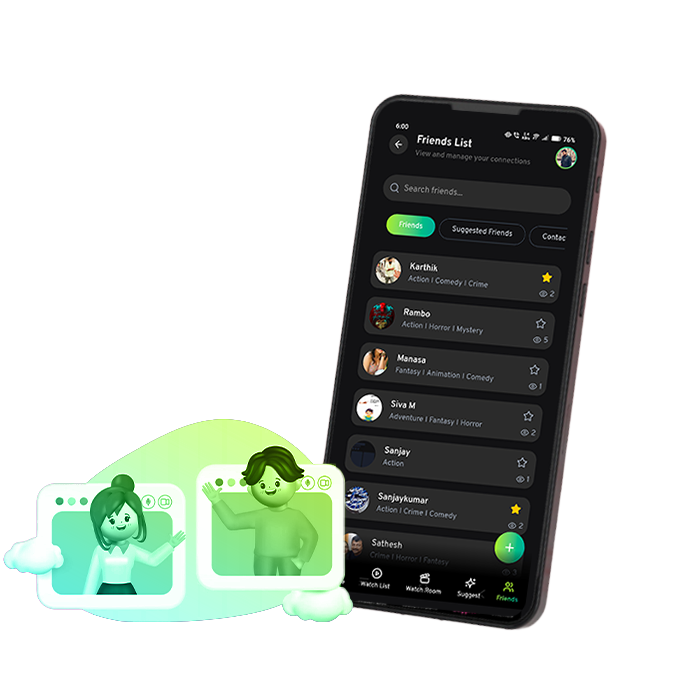 6:00
76%
Friends List
View and manage your connections
Search friends...
Friends
Suggested Friends
Contac
Karthik
Action | Comedy | Crime
2
Rambo
Action | Horror | Mystery
5
Manasa
Fantasy | Animation | Comedy
1
Siva M
Adventure | Fantasy | Horror
2
Sanjay
Action
1
Sanjaykumar
Action | Crime | Comedy
2
Sathesh
Crime | Horror | Fantasy
3
+
Watch List
Watch Room
Suggest
Friends